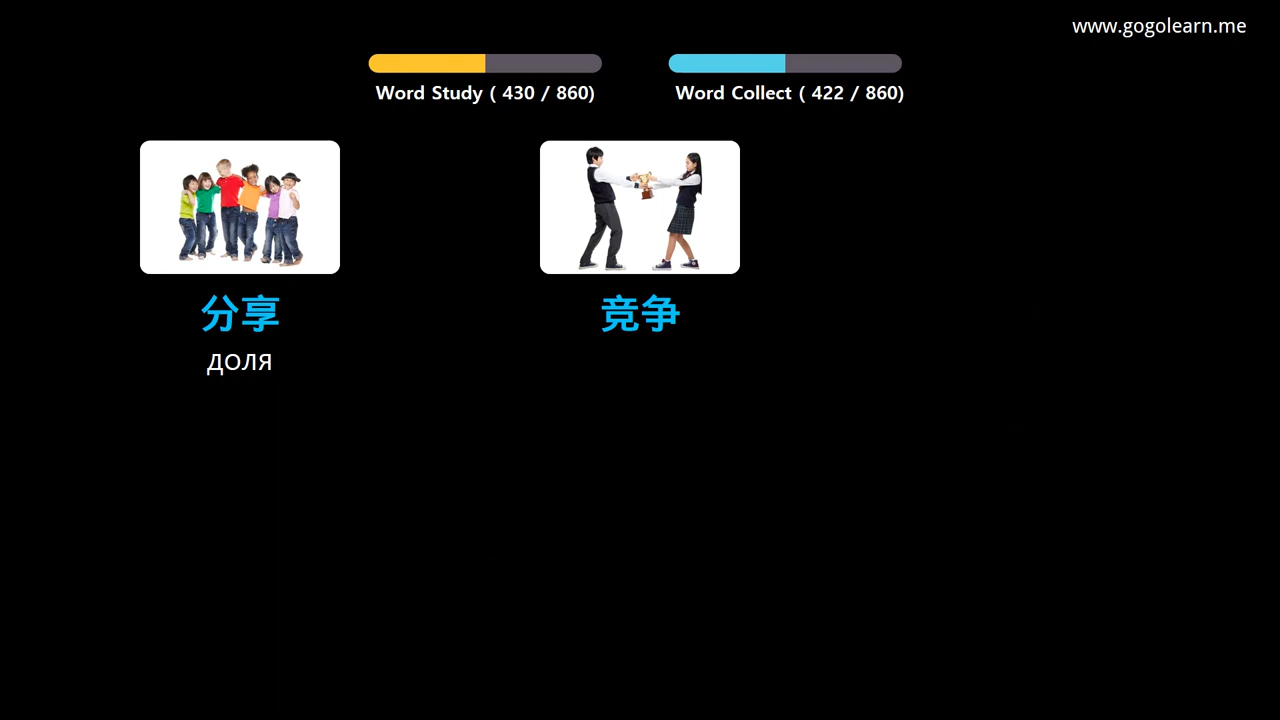 www.gogolearn.me
Word Study ( 430 / 860)
Word Collect ( 422 / 860)
分享
竞争
доля